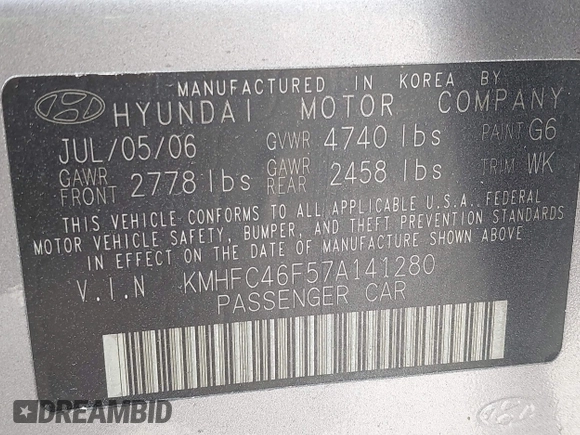 MANUFACTURED IN KOREA BY
HYUNDAI MOTOR COMPANY
JUL/05/06 GVWR 4740 lbs PAINT G6
GAWR FRONT 2778 lbs GAWR REAR 2458 lbs TRIM WK
THIS VEHICLE CONFORMS TO ALL APPLICABLE U.S.A. FEDERAL
MOTOR VEHICLE SAFETY, BUMPER, AND THEFT PREVENTION STANDARDS
IN EFFECT ON THE DATE OF MANUFACTURE SHOWN ABOVE.
V.I.N KMHFC46F57A141280
PASSENGER CAR
DREAMBID